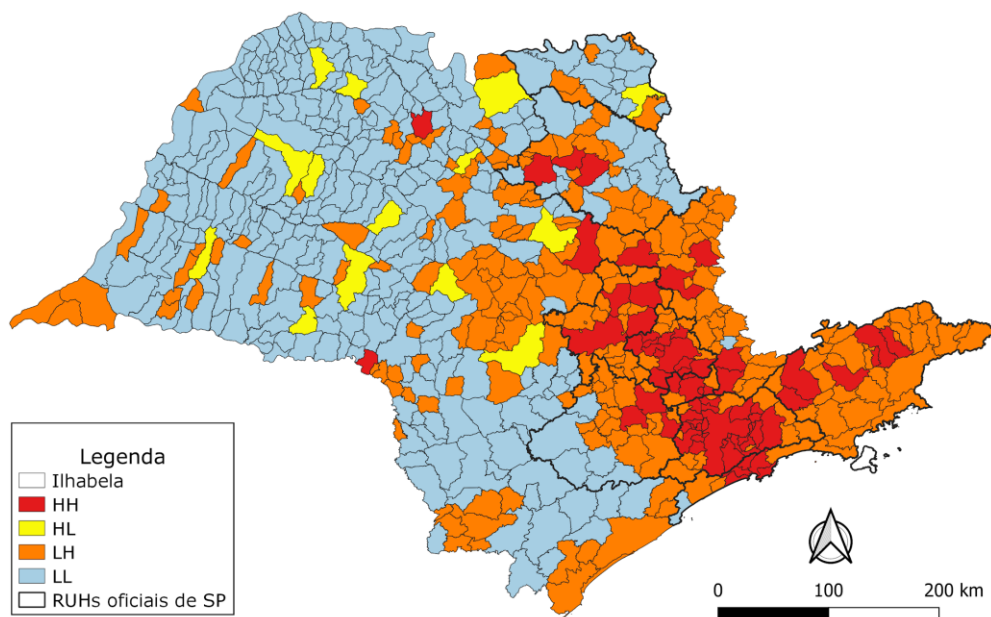 Legenda
Ilhabela
HH
HL
LH
LL
RUHs oficiais de SP
0 100 200 km